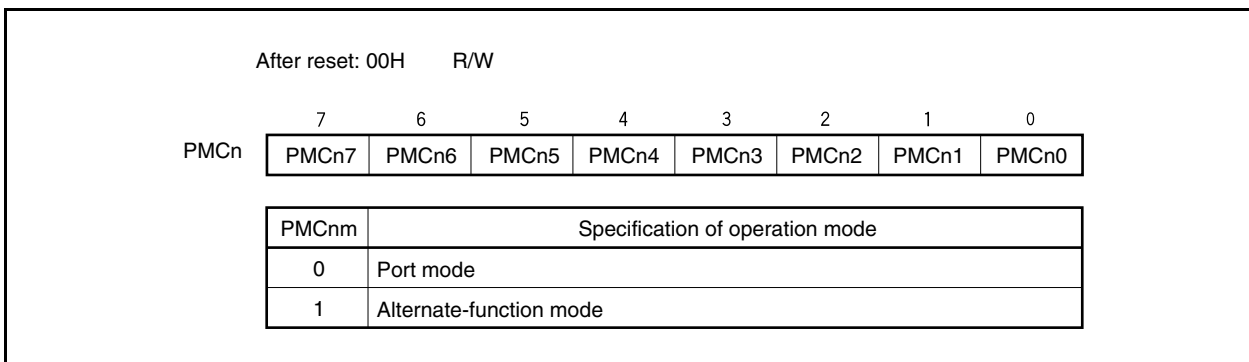 After reset: 00H R/W
7 6 5 4 3 2 1 0
PMCn PMCn7 PMCn6 PMCn5 PMCn4 PMCn3 PMCn2 PMCn1 PMCn0
PMCnm Specification of operation mode
0 Port mode
1 Alternate-function mode